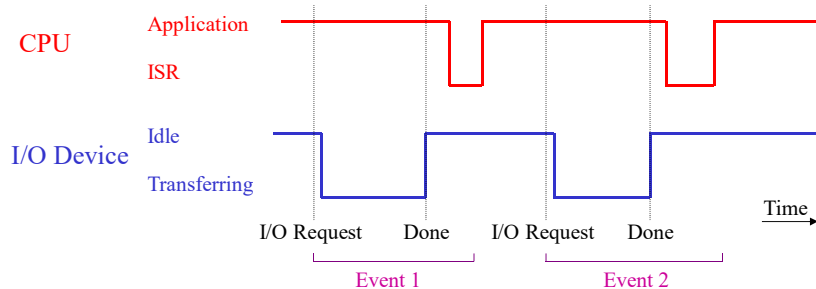 Application
CPU
ISR
Idle
I/O Device
Transferring
Time
I/O Request Done I/O Request Done
Event 1 Event 2